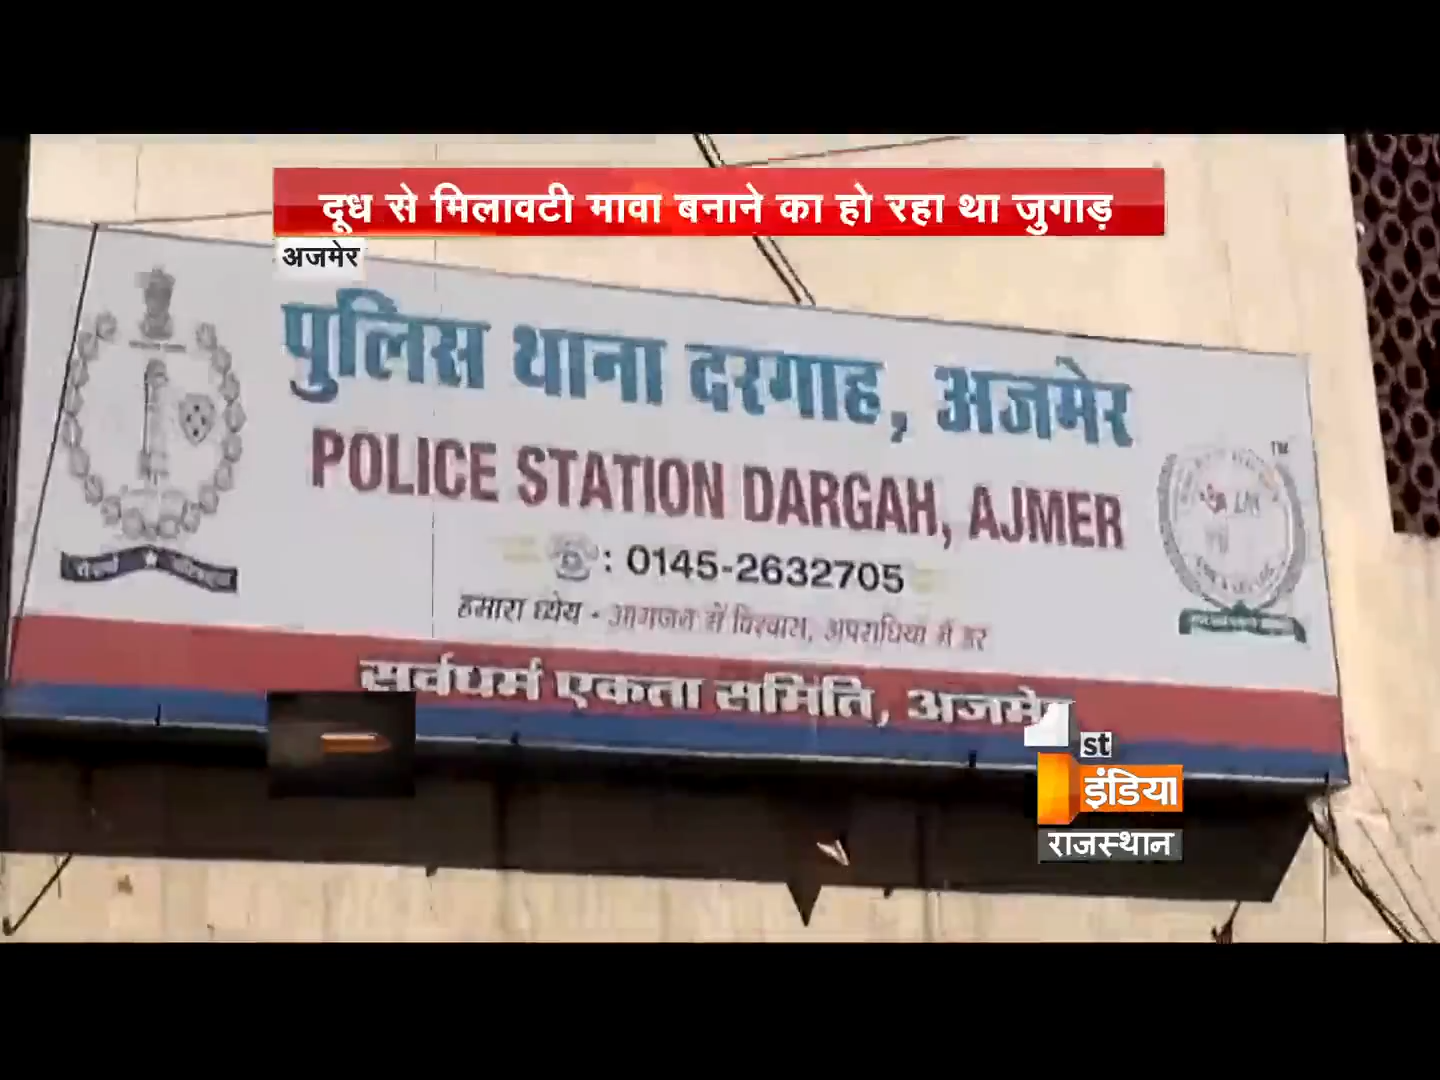 दूध से मिलावटी मावा बनाने का हो रहा था जुगाड़
अजमेर
पुलिस थाना दरगाह, अजमेर
POLICE STATION DARGAH, AJMER
TM
: 0145-2632705
हमारा ध्येय - आमजन में विश्वास, अपराधियों में डर
सर्वधर्म एकता समिति, अजमेर
1st
इंडिया
राजस्थान